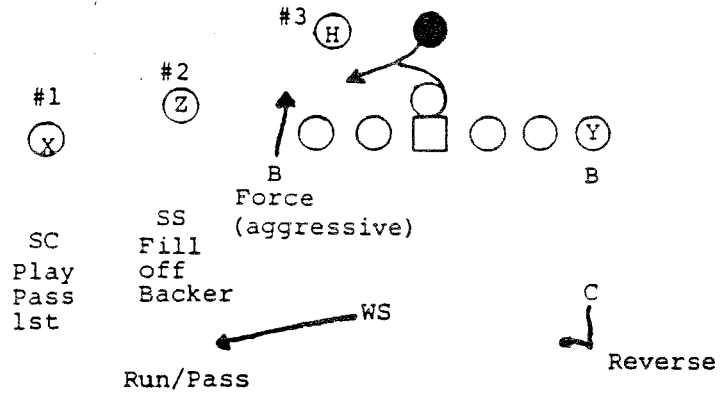 #3
H
#2
#1
Z
X
Y
B
B
Force
(aggressive)
SS
Fill
off
Backer
SC
Play
Pass
1st
WS
C
Reverse
Run/Pass